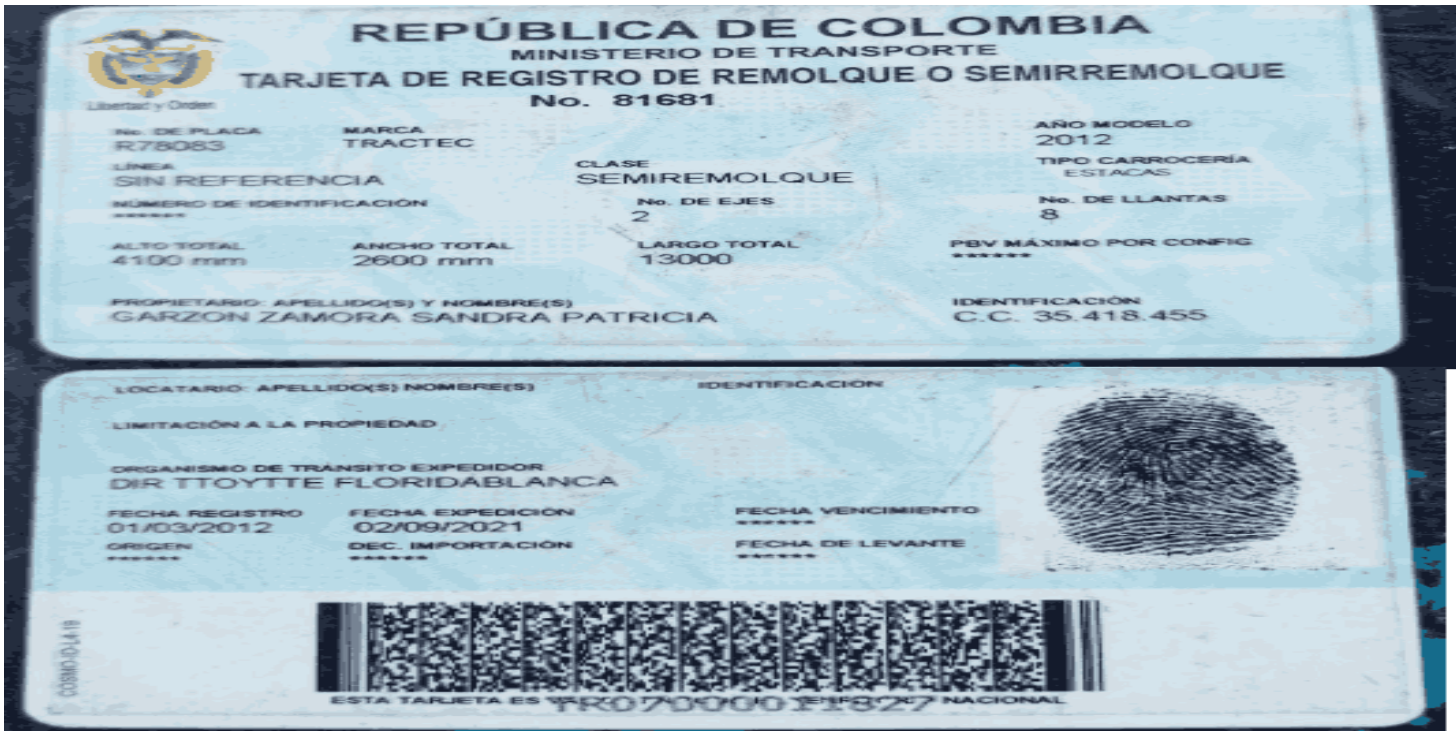 REPÚBLICA DE COLOMBIA
MINISTERIO DE TRANSPORTE
TARJETA DE REGISTRO DE REMOLQUE O SEMIRREMOLQUE
Libertad y Orden
No. 81681
No. DE PLACA MARCA AÑO MODELO
R78083 TRACTEC 2012
LÍNEA CLASE TIPO CARROCERÍA
SIN REFERENCIA SEMIREMOLQUE ESTACAS
NÚMERO DE IDENTIFICACIÓN No. DE EJES No. DE LLANTAS
****** 2 8
ALTO TOTAL ANCHO TOTAL LARGO TOTAL PBV MÁXIMO POR CONFIG
4100 mm 2600 mm 13000 ******
PROPIETARIO: APELLIDO(S) Y NOMBRE(S) IDENTIFICACIÓN
GARZON ZAMORA SANDRA PATRICIA C.C. 35.418.455
LOCATARIO: APELLIDO(S) NOMBRE(S) IDENTIFICACIÓN
LIMITACIÓN A LA PROPIEDAD
ORGANISMO DE TRÁNSITO EXPEDIDOR
DIR TTOYTTE FLORIDABLANCA
FECHA REGISTRO FECHA EXPEDICIÓN FECHA VENCIMIENTO
01/03/2012 02/09/2021 ******
ORIGEN DEC. IMPORTACIÓN FECHA DE LEVANTE
****** ****** ******
ESTA TARJETA ES NACIONAL